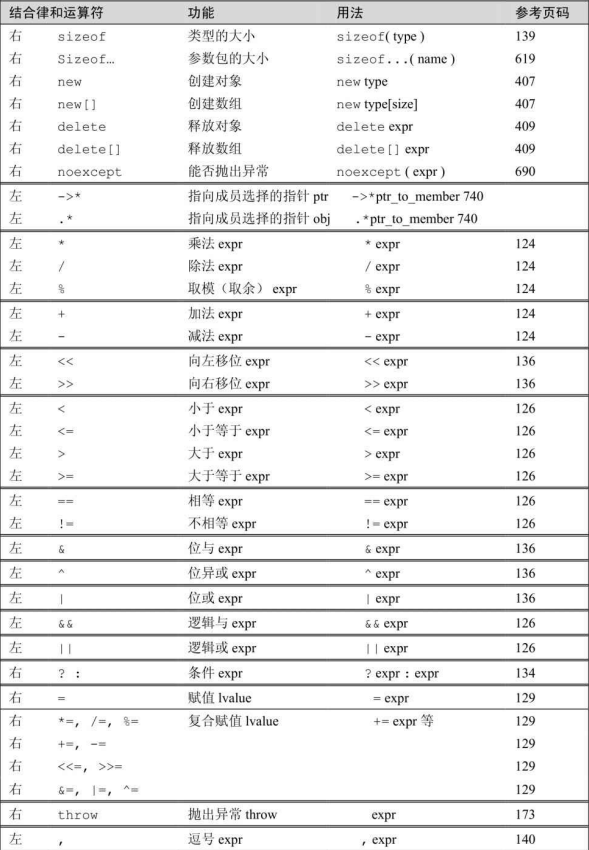 结合律和运算符 功能 用法 参考页码
右 sizeof 类型的大小 sizeof( type ) 139
右 Sizeof… 参数包的大小 sizeof...( name ) 619
右 new 创建对象 new type 407
右 new[] 创建数组 new type[size] 407
右 delete 释放对象 delete expr 409
右 delete[] 释放数组 delete[] expr 409
右 noexcept 能否抛出异常 noexcept ( expr ) 690
左 ->* 指向成员选择的指针 ptr ->*ptr_to_member 740
左 .* 指向成员选择的指针 obj .*ptr_to_member 740
左 * 乘法 expr * expr 124
左 / 除法 expr / expr 124
左 % 取模（取余） expr % expr 124
左 + 加法 expr + expr 124
左 - 减法 expr - expr 124
左 << 向左移位 expr << expr 136
左 >> 向右移位 expr >> expr 136
左 < 小于 expr < expr 126
左 <= 小于等于 expr <= expr 126
左 > 大于 expr > expr 126
左 >= 大于等于 expr >= expr 126
左 == 相等 expr == expr 126
左 != 不相等 expr != expr 126
左 & 位与 expr & expr 136
左 ^ 位异或 expr ^ expr 136
左 | 位或 expr | expr 136
左 && 逻辑与 expr && expr 126
左 || 逻辑或 expr || expr 126
右 ? : 条件 expr ? expr : expr 134
右 = 赋值 lvalue = expr 129
右 *=, /=, %= 复合赋值 lvalue += expr 等 129
右 +=, -= 129
右 <<=, >>= 129
右 &=, |=, ^= 129
右 throw 抛出异常 throw expr 173
左 , 逗号 expr , expr 140